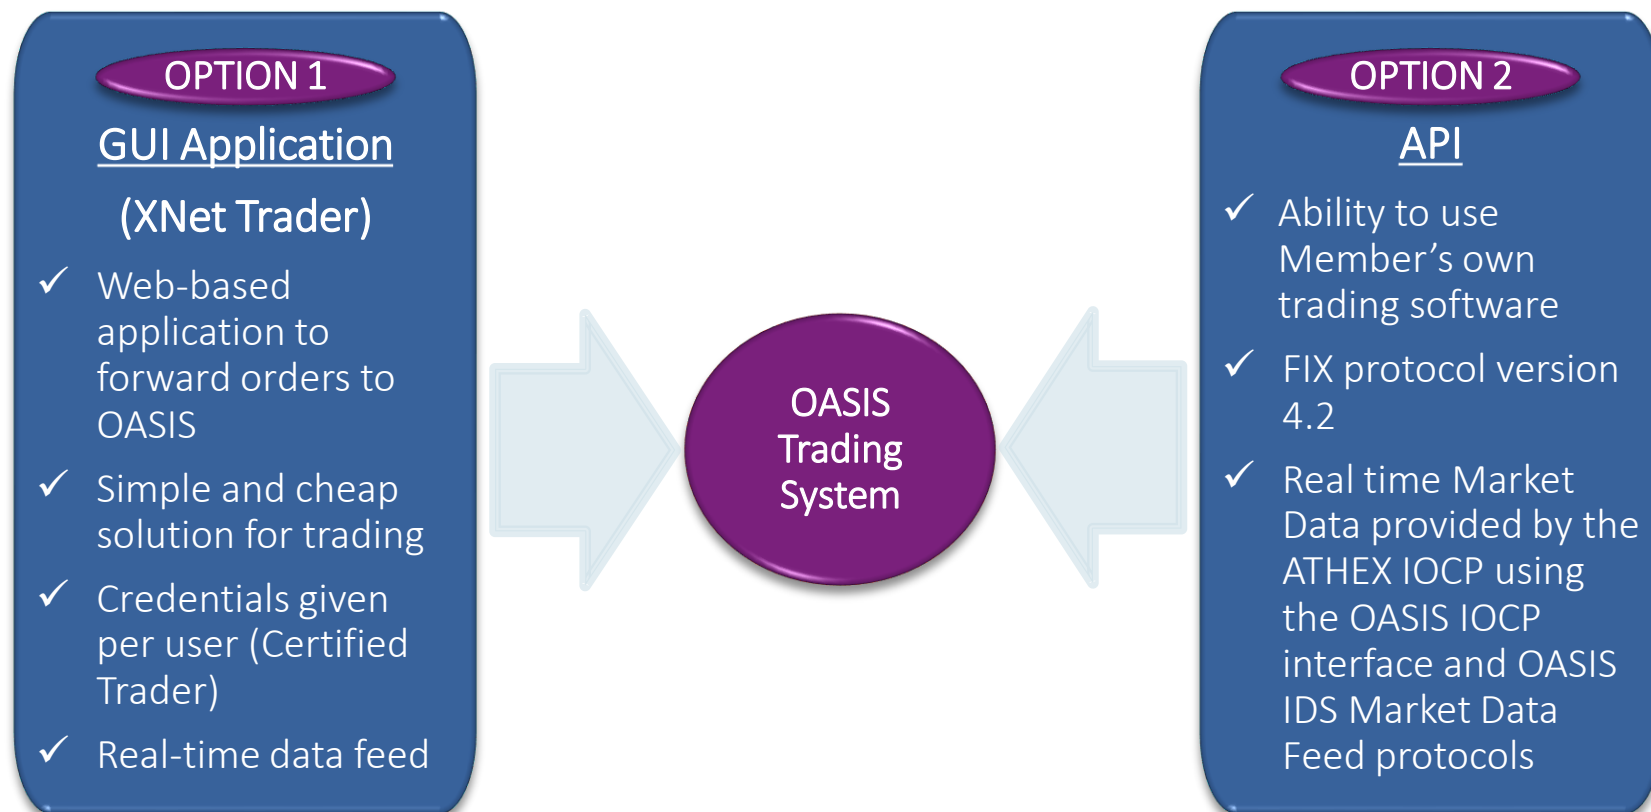 OPTION 1
GUI Application
(XNet Trader)
✓ Web-based
application to
forward orders to
OASIS
✓ Simple and cheap
solution for trading
✓ Credentials given
per user (Certified
Trader)
✓ Real-time data feed
OASIS
Trading
System
OPTION 2
API
✓ Ability to use
Member’s own
trading software
✓ FIX protocol version
4.2
✓ Real time Market
Data provided by the
ATHEX IOCP using
the OASIS IOCP
interface and OASIS
IDS Market Data
Feed protocols